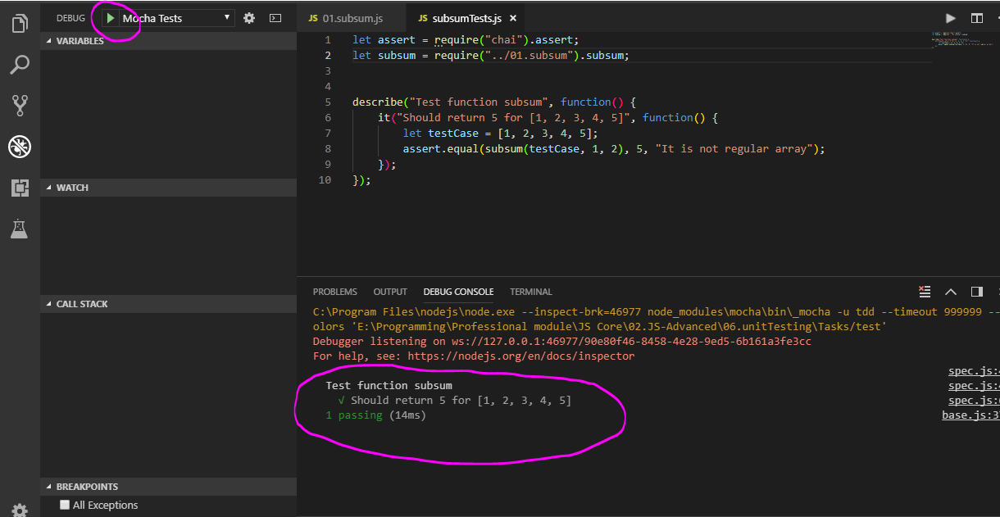 DEBUG Mocha Tests
VARIABLES
WATCH
CALL STACK
BREAKPOINTS
All Exceptions
JS 01.subsum.js JS subsumTests.js
1 let assert = require("chai").assert;
2 let subsum = require("../01.subsum").subsum;
3
4
5 describe("Test function subsum", function() {
6 it("Should return 5 for [1, 2, 3, 4, 5]", function() {
7 let testCase = [1, 2, 3, 4, 5];
8 assert.equal(subsum(testCase, 1, 2), 5, "It is not regular array");
9 });
10 });
PROBLEMS OUTPUT DEBUG CONSOLE TERMINAL
C:\Program Files\nodejs\node.exe --inspect-brk=46977 node_modules\mocha\bin\_mocha -u tdd --timeout 999999 --
olors 'E:\Programming\Professional module\JS Core\02.JS-Advanced\06.unitTesting\Tasks/test'
Debugger listening on ws://127.0.0.1:46977/90e80f46-8458-4e28-9ed5-6b161a3fe3cc
For help, see: https://nodejs.org/en/docs/inspector
Test function subsum
√ Should return 5 for [1, 2, 3, 4, 5]
1 passing (14ms)
spec.js:
spec.js:
spec.js:
base.js:3